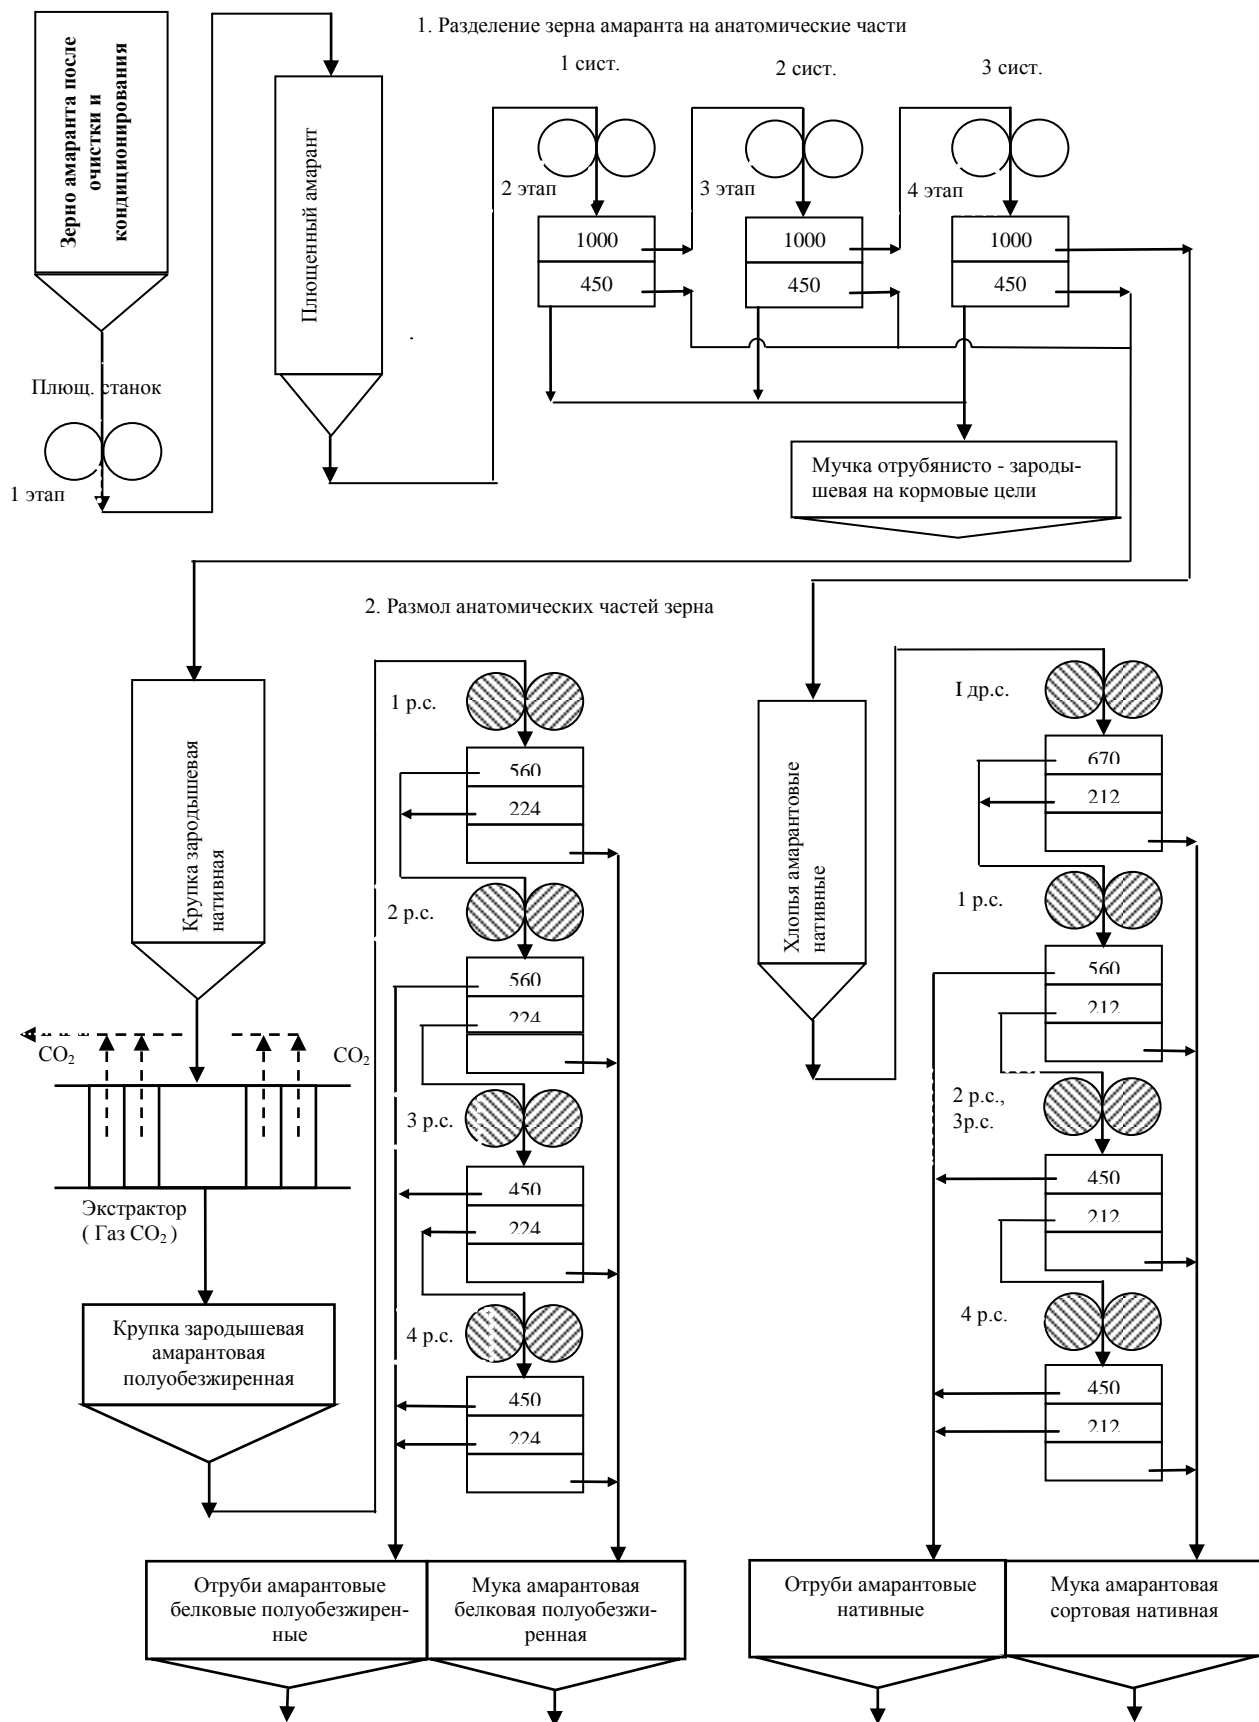 1. Разделение зерна амаранта на анатомические части
1 сист.
2 сист.
3 сист.
Зерно амаранта после
очистки и
кондиционирования
Плющенный амарант
2 этап
3 этап
4 этап
1000
450
1000
450
1000
450
Плющ. станок
1 этап
.
Мучка отрубянисто - зароды-
шевая на кормовые цели
2. Размол анатомических частей зерна
Крупка зародышевая
нативная
CO2
CO2
Экстрактор
( Газ CO2 )
Крупка зародышевая
амарантовая
полуобезжиренная
1 р.с.
560
224
2 р.с.
560
224
3 р.с.
450
224
4 р.с.
450
224
Хлопья амарантовые
нативные
I др.с.
670
212
1 р.с.
560
212
2 р.с.,
3р.с.
450
212
4 р.с.
450
212
Отруби амарантовые
белковые полуобезжирен-
ные
Мука амарантовая
белковая полуобезжи-
ренная
Отруби амарантовые
нативные
Мука амарантовая
сортовая нативная